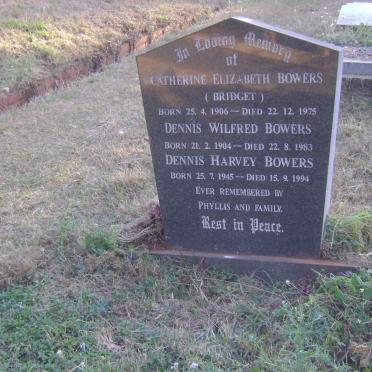 In Loving Memory
of
CATHERINE ELIZABETH BOWERS
( BRIDGET )
BORN 25. 4. 1906 — DIED 22. 12. 1975
DENNIS WILFRED BOWERS
BORN 21. 2. 1904 — DIED 22. 8. 1983
DENNIS HARVEY BOWERS
BORN 25. 7. 1945 — DIED 15. 9. 1994
EVER REMEMBERED BY
PHYLLIS AND FAMILY.
Rest in Peace.